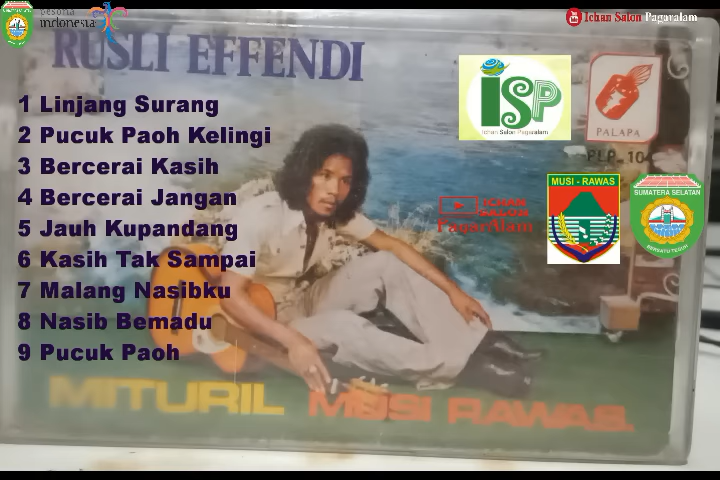 pesona
indonesia
Ichan Salon Pagaralam
RUSLI EFFENDI
1 Linjang Surang
2 Pucuk Paoh Kelingi
3 Bercerai Kasih
4 Bercerai Jangan
5 Jauh Kupandang
6 Kasih Tak Sampai
7 Malang Nasibku
8 Nasib Bemadu
9 Pucuk Paoh
iSP
Ichan Salon Pagaralam
PALAPA
PLP_104
MUSI - RAWAS
SUMATERA SELATAN
BERSATU TEGUH
ICHAN
SALON
PagarAlam
MITURIL MUSI RAWAS.